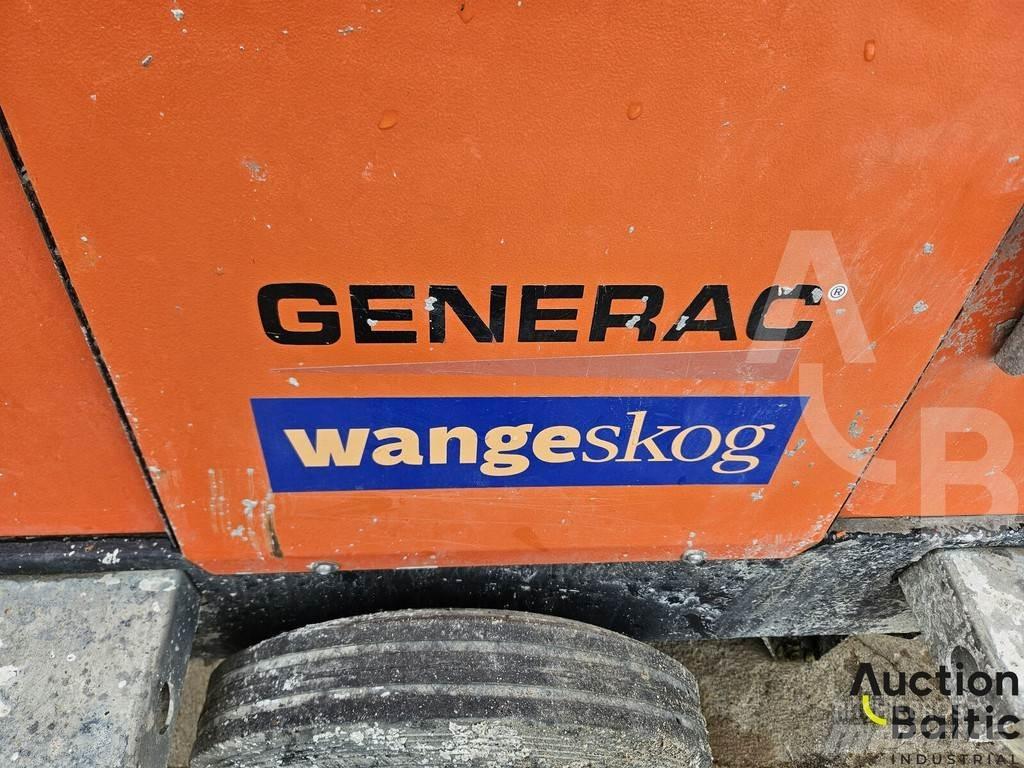 GENERAC®
wangeskog
A
B
Auction
Baltic
INDUSTRIAL